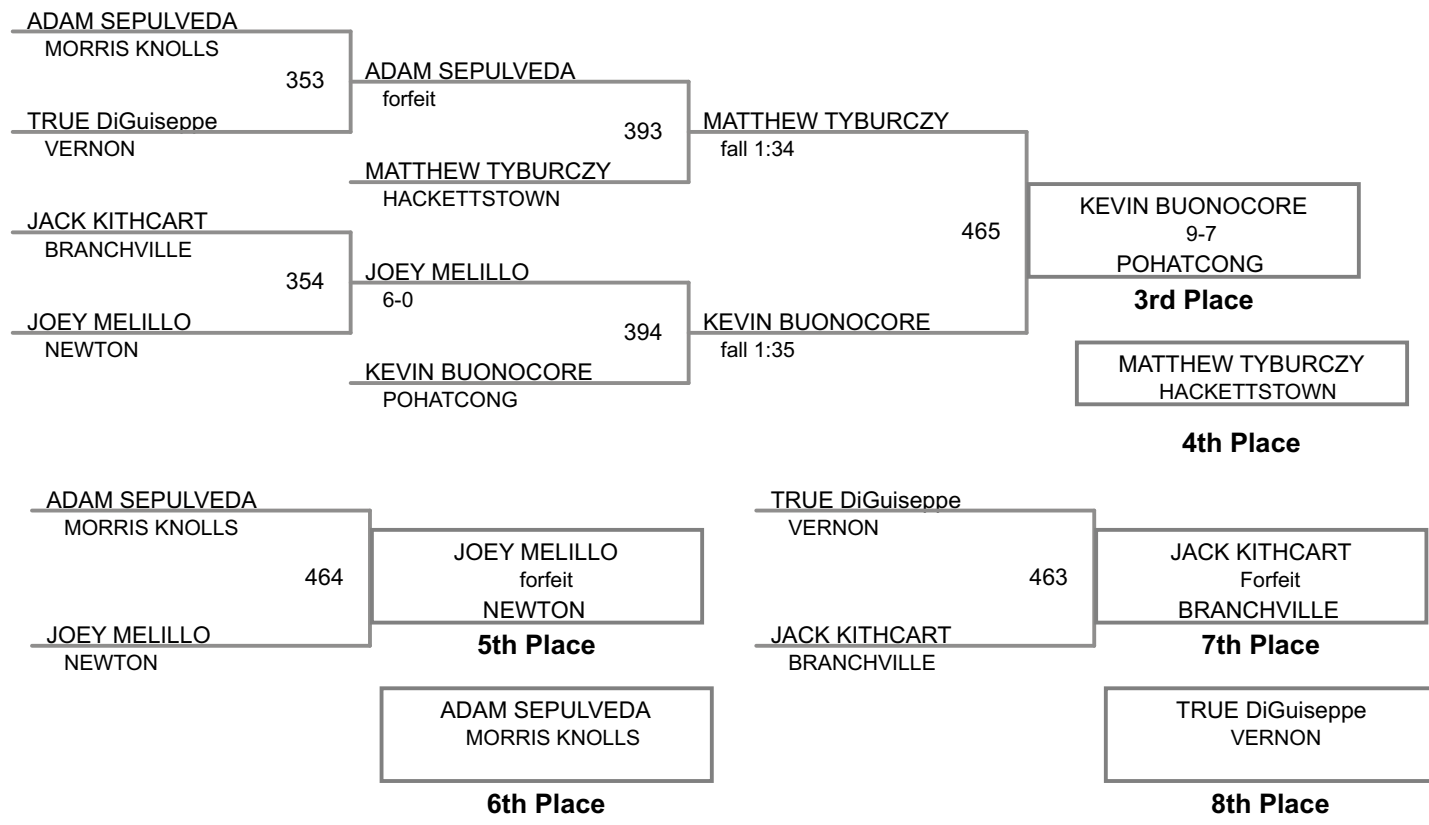 ADAM SEPULVEDA
MORRIS KNOLLS
353
TRUE DiGuiseppe
VERNON
ADAM SEPULVEDA
forfeit
393
MATTHEW TYBURCZY
HACKETTSTOWN
MATTHEW TYBURCZY
fall 1:34
JACK KITHCART
BRANCHVILLE
354
JOEY MELILLO
NEWTON
JOEY MELILLO
6-0
394
KEVIN BUONOCORE
POHATCONG
KEVIN BUONOCORE
fall 1:35
465
KEVIN BUONOCORE
9-7
POHATCONG
3rd Place
MATTHEW TYBURCZY
HACKETTSTOWN
4th Place
ADAM SEPULVEDA
MORRIS KNOLLS
464
JOEY MELILLO
NEWTON
JOEY MELILLO
forfeit
NEWTON
5th Place
ADAM SEPULVEDA
MORRIS KNOLLS
6th Place
TRUE DiGuiseppe
VERNON
463
JACK KITHCART
BRANCHVILLE
JACK KITHCART
Forfeit
BRANCHVILLE
7th Place
TRUE DiGuiseppe
VERNON
8th Place